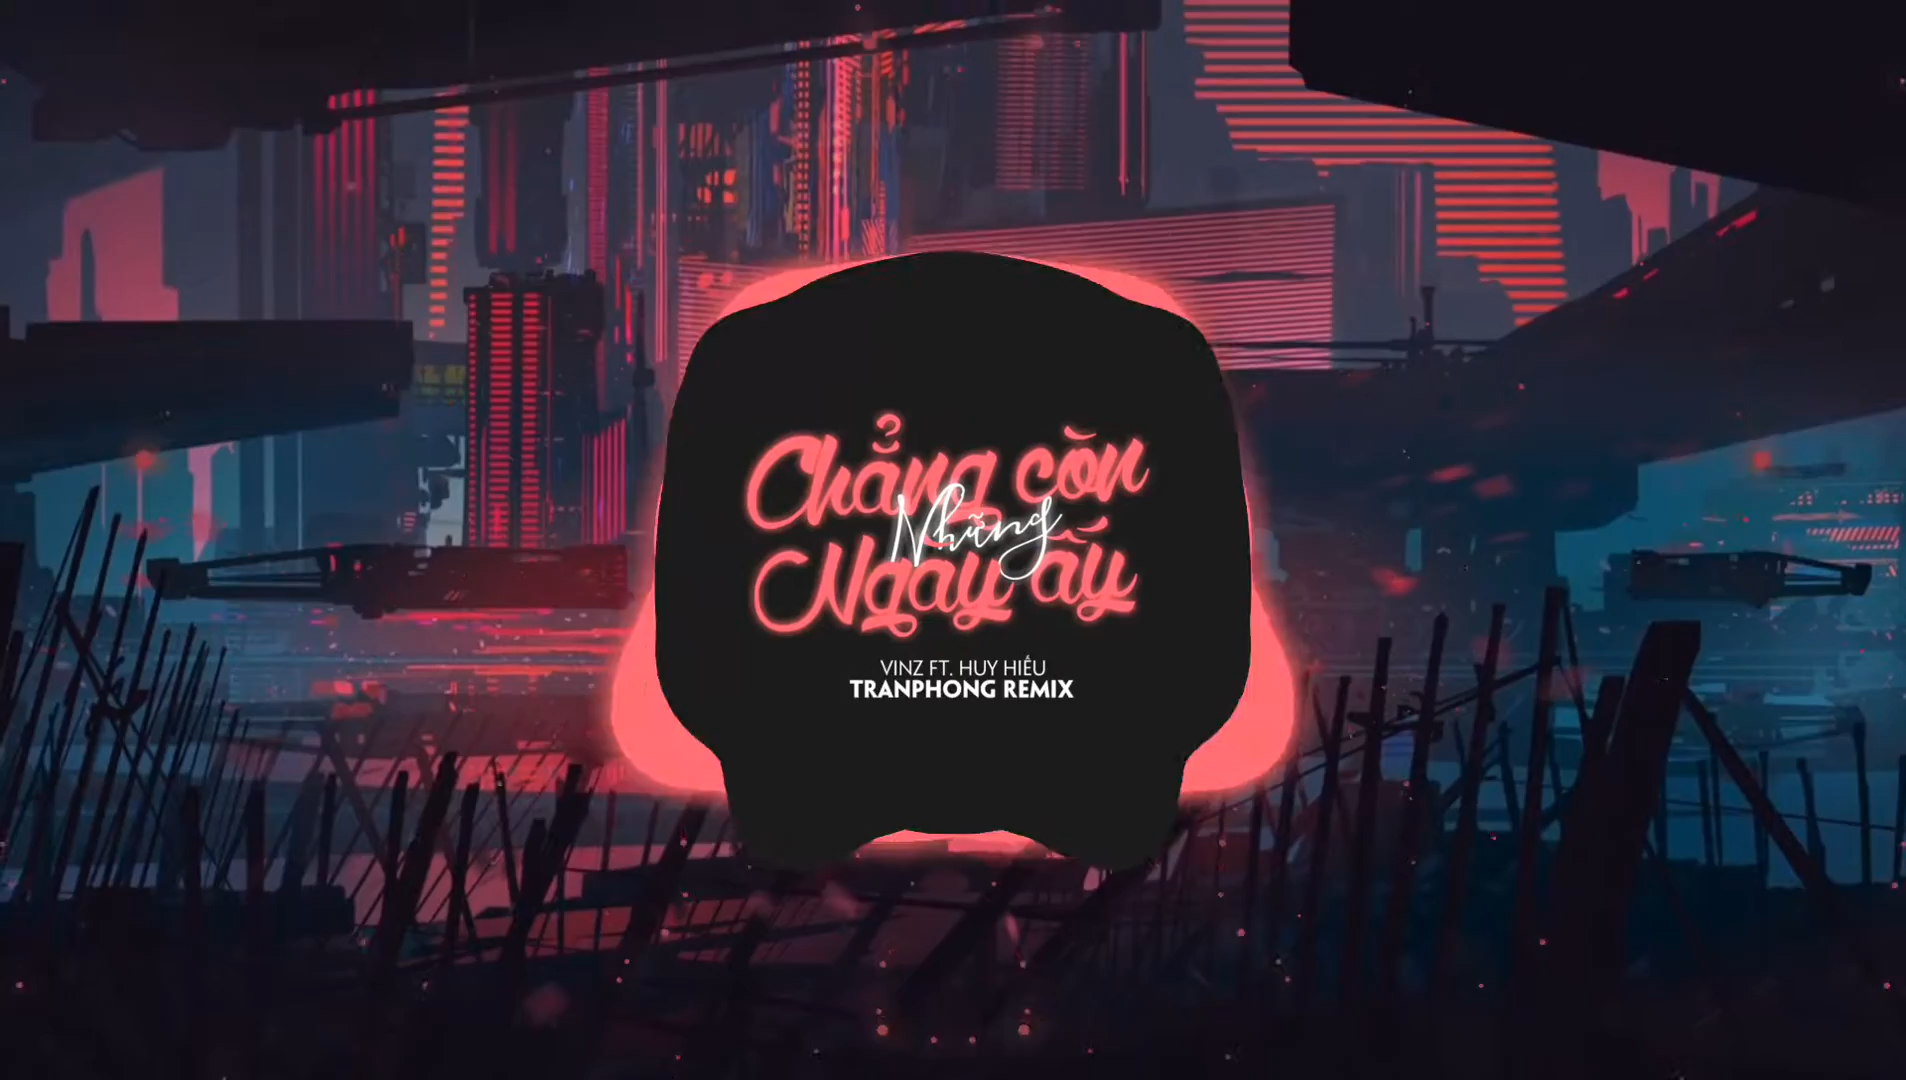 Chẳng còn
Những
Ngày ấy
VINZ FT. HUY HIẾU
TRANPHONG REMIX